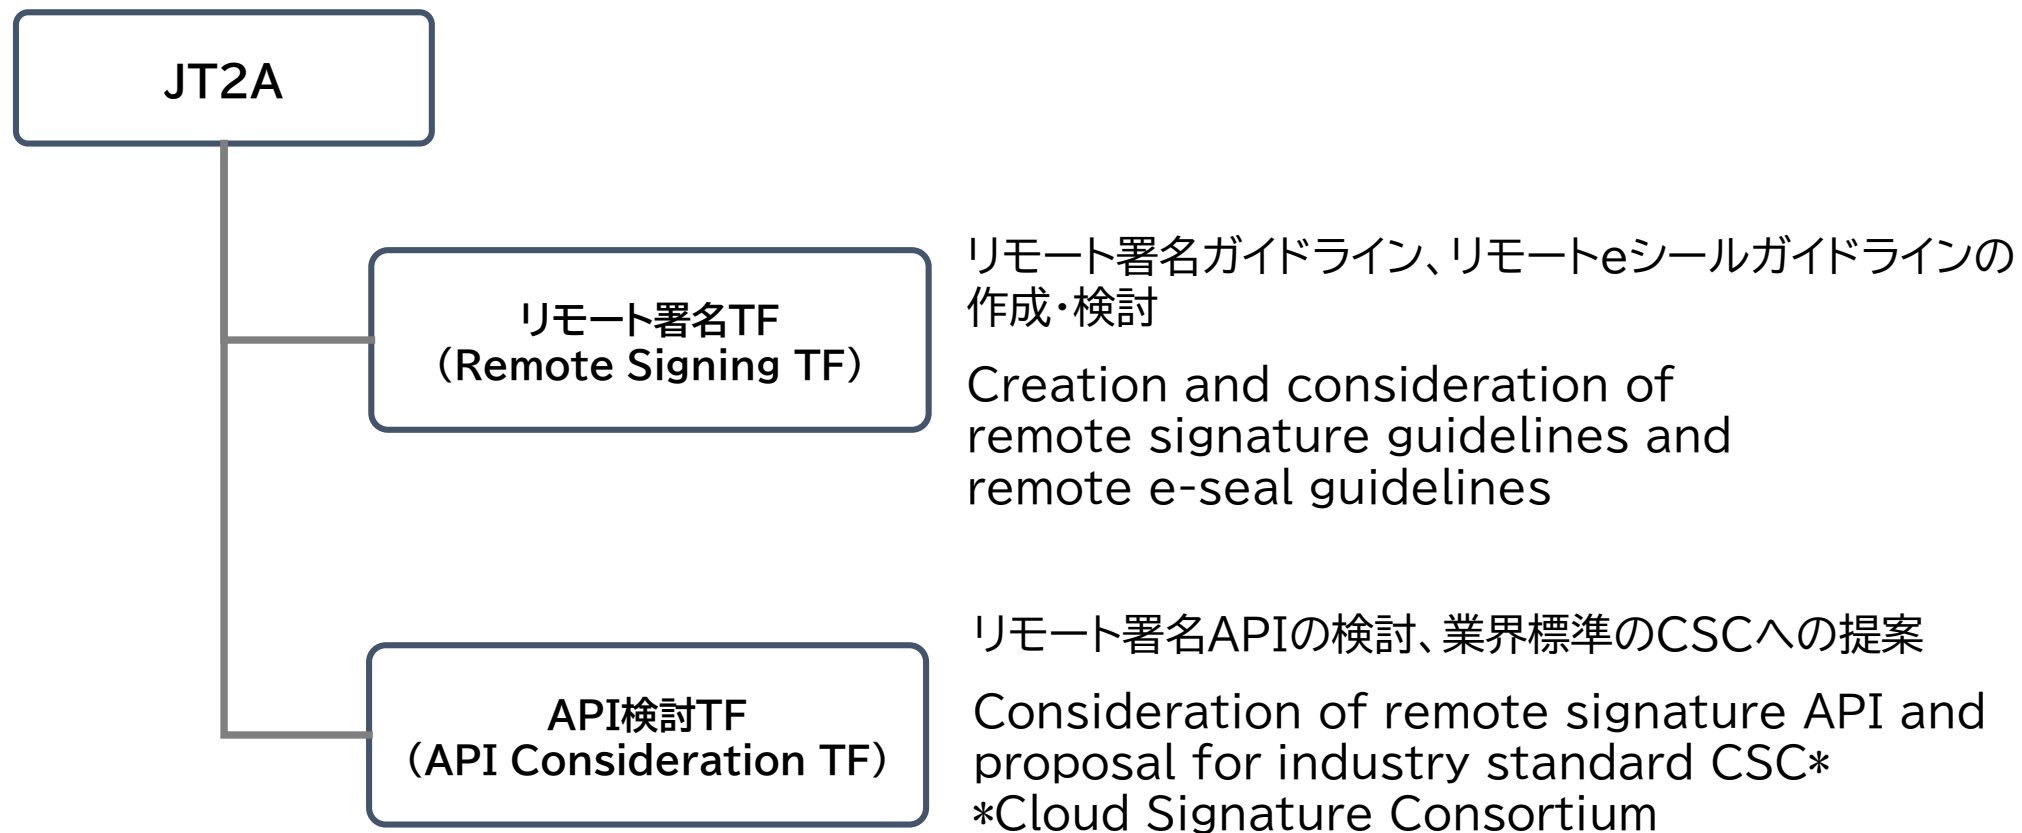 JT2A
リモート署名TF
（Remote Signing TF）
リモート署名ガイドライン、リモートeシールガイドラインの
作成・検討
Creation and consideration of
remote signature guidelines and
remote e-seal guidelines
API検討TF
（API Consideration TF）
リモート署名APIの検討、業界標準のCSCへの提案
Consideration of remote signature API and
proposal for industry standard CSC*
*Cloud Signature Consortium